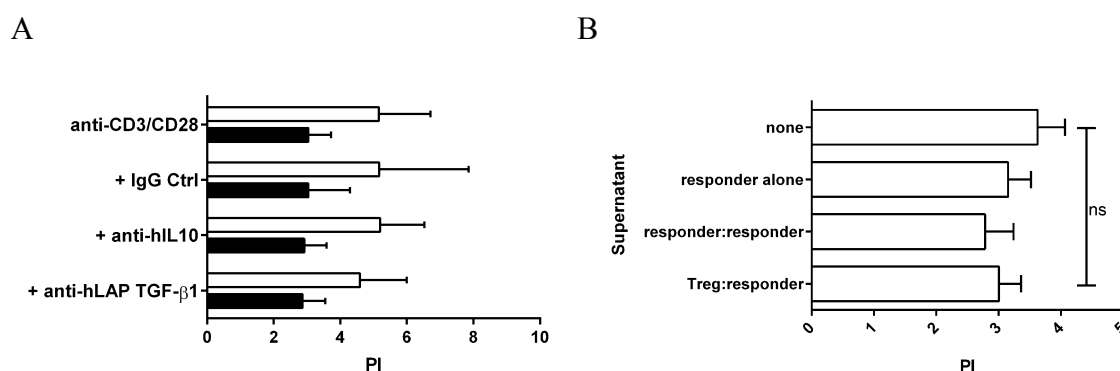 A
B
anti-CD3/CD28
+ IgG Ctrl
+ anti-hIL10
+ anti-hLAP TGF-β1
0 2 4 6 8 10
PI
Supernatant
none
responder alone
responder:responder
Treg:responder
ns
0 1 2 3 4 5
PI